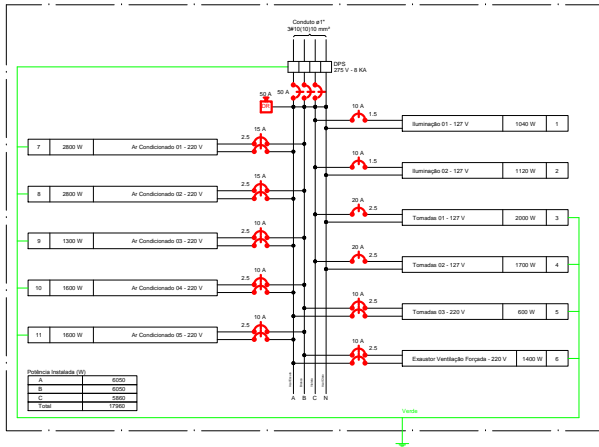 Conduto ø1"
3#10(10)10 mm²
DPS
275 V - 8 KA
50 A
50 A
DR
10 A
1.5
Iluminação 01 - 127 V 1040 W 1
15 A
2.5
7 2800 W Ar Condicionado 01 - 220 V
10 A
1.5
Iluminação 02 - 127 V 1120 W 2
15 A
2.5
8 2800 W Ar Condicionado 02 - 220 V
20 A
2.5
Tomadas 01 - 127 V 2000 W 3
10 A
2.5
9 1300 W Ar Condicionado 03 - 220 V
20 A
2.5
Tomadas 02 - 127 V 1700 W 4
10 A
2.5
10 1600 W Ar Condicionado 04 - 220 V
10 A
2.5
Tomadas 03 - 220 V 600 W 5
10 A
2.5
11 1600 W Ar Condicionado 05 - 220 V
10 A
2.5
Exaustor Ventilação Forçada - 220 V 1400 W 6
Potência Instalada (W)
A 6050
B 6050
C 5860
Total 17960
A B C N
Verde